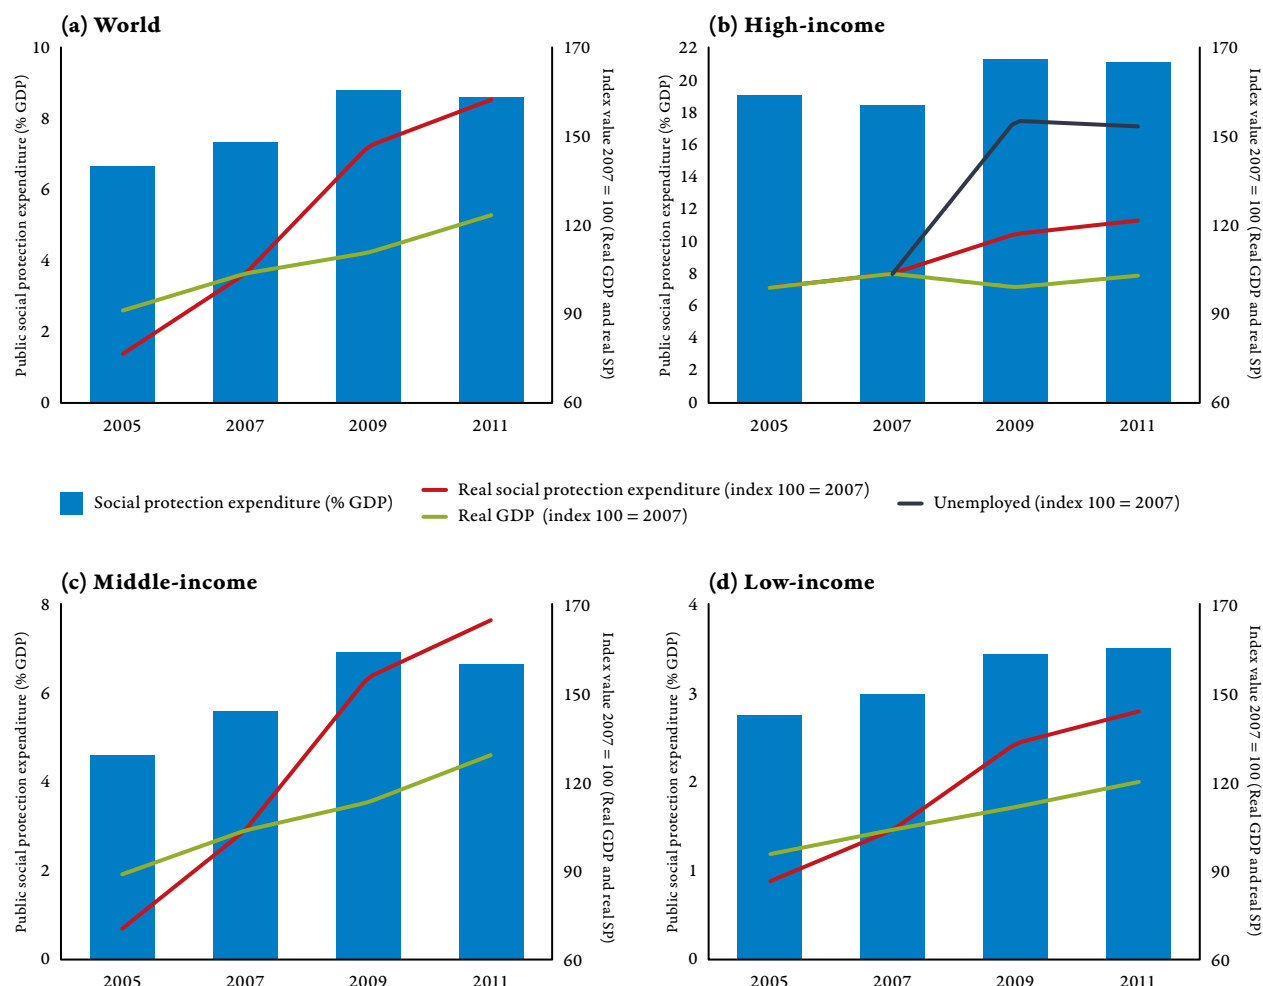 (a) World
Public social protection expenditure (% GDP)
10
8
6
4
2
0
170
150
120
90
60
Index value 2007 = 100 (Real GDP and real SP)
2005 2007 2009 2011
(b) High-income
Public social protection expenditure (% GDP)
22
20
18
16
14
12
10
8
6
4
2
0
170
150
120
90
60
Index value 2007 = 100 (Real GDP and real SP)
2005 2007 2009 2011
Social protection expenditure (% GDP)
Real social protection expenditure (index 100 = 2007)
Real GDP (index 100 = 2007)
Unemployed (index 100 = 2007)
(c) Middle-income
Public social protection expenditure (% GDP)
8
6
4
2
0
170
150
120
90
60
Index value 2007 = 100 (Real GDP and real SP)
2005 2007 2009 2011
(d) Low-income
Public social protection expenditure (% GDP)
4
3
2
1
0
170
150
120
90
60
Index value 2007 = 100 (Real GDP and real SP)
2005 2007 2009 2011